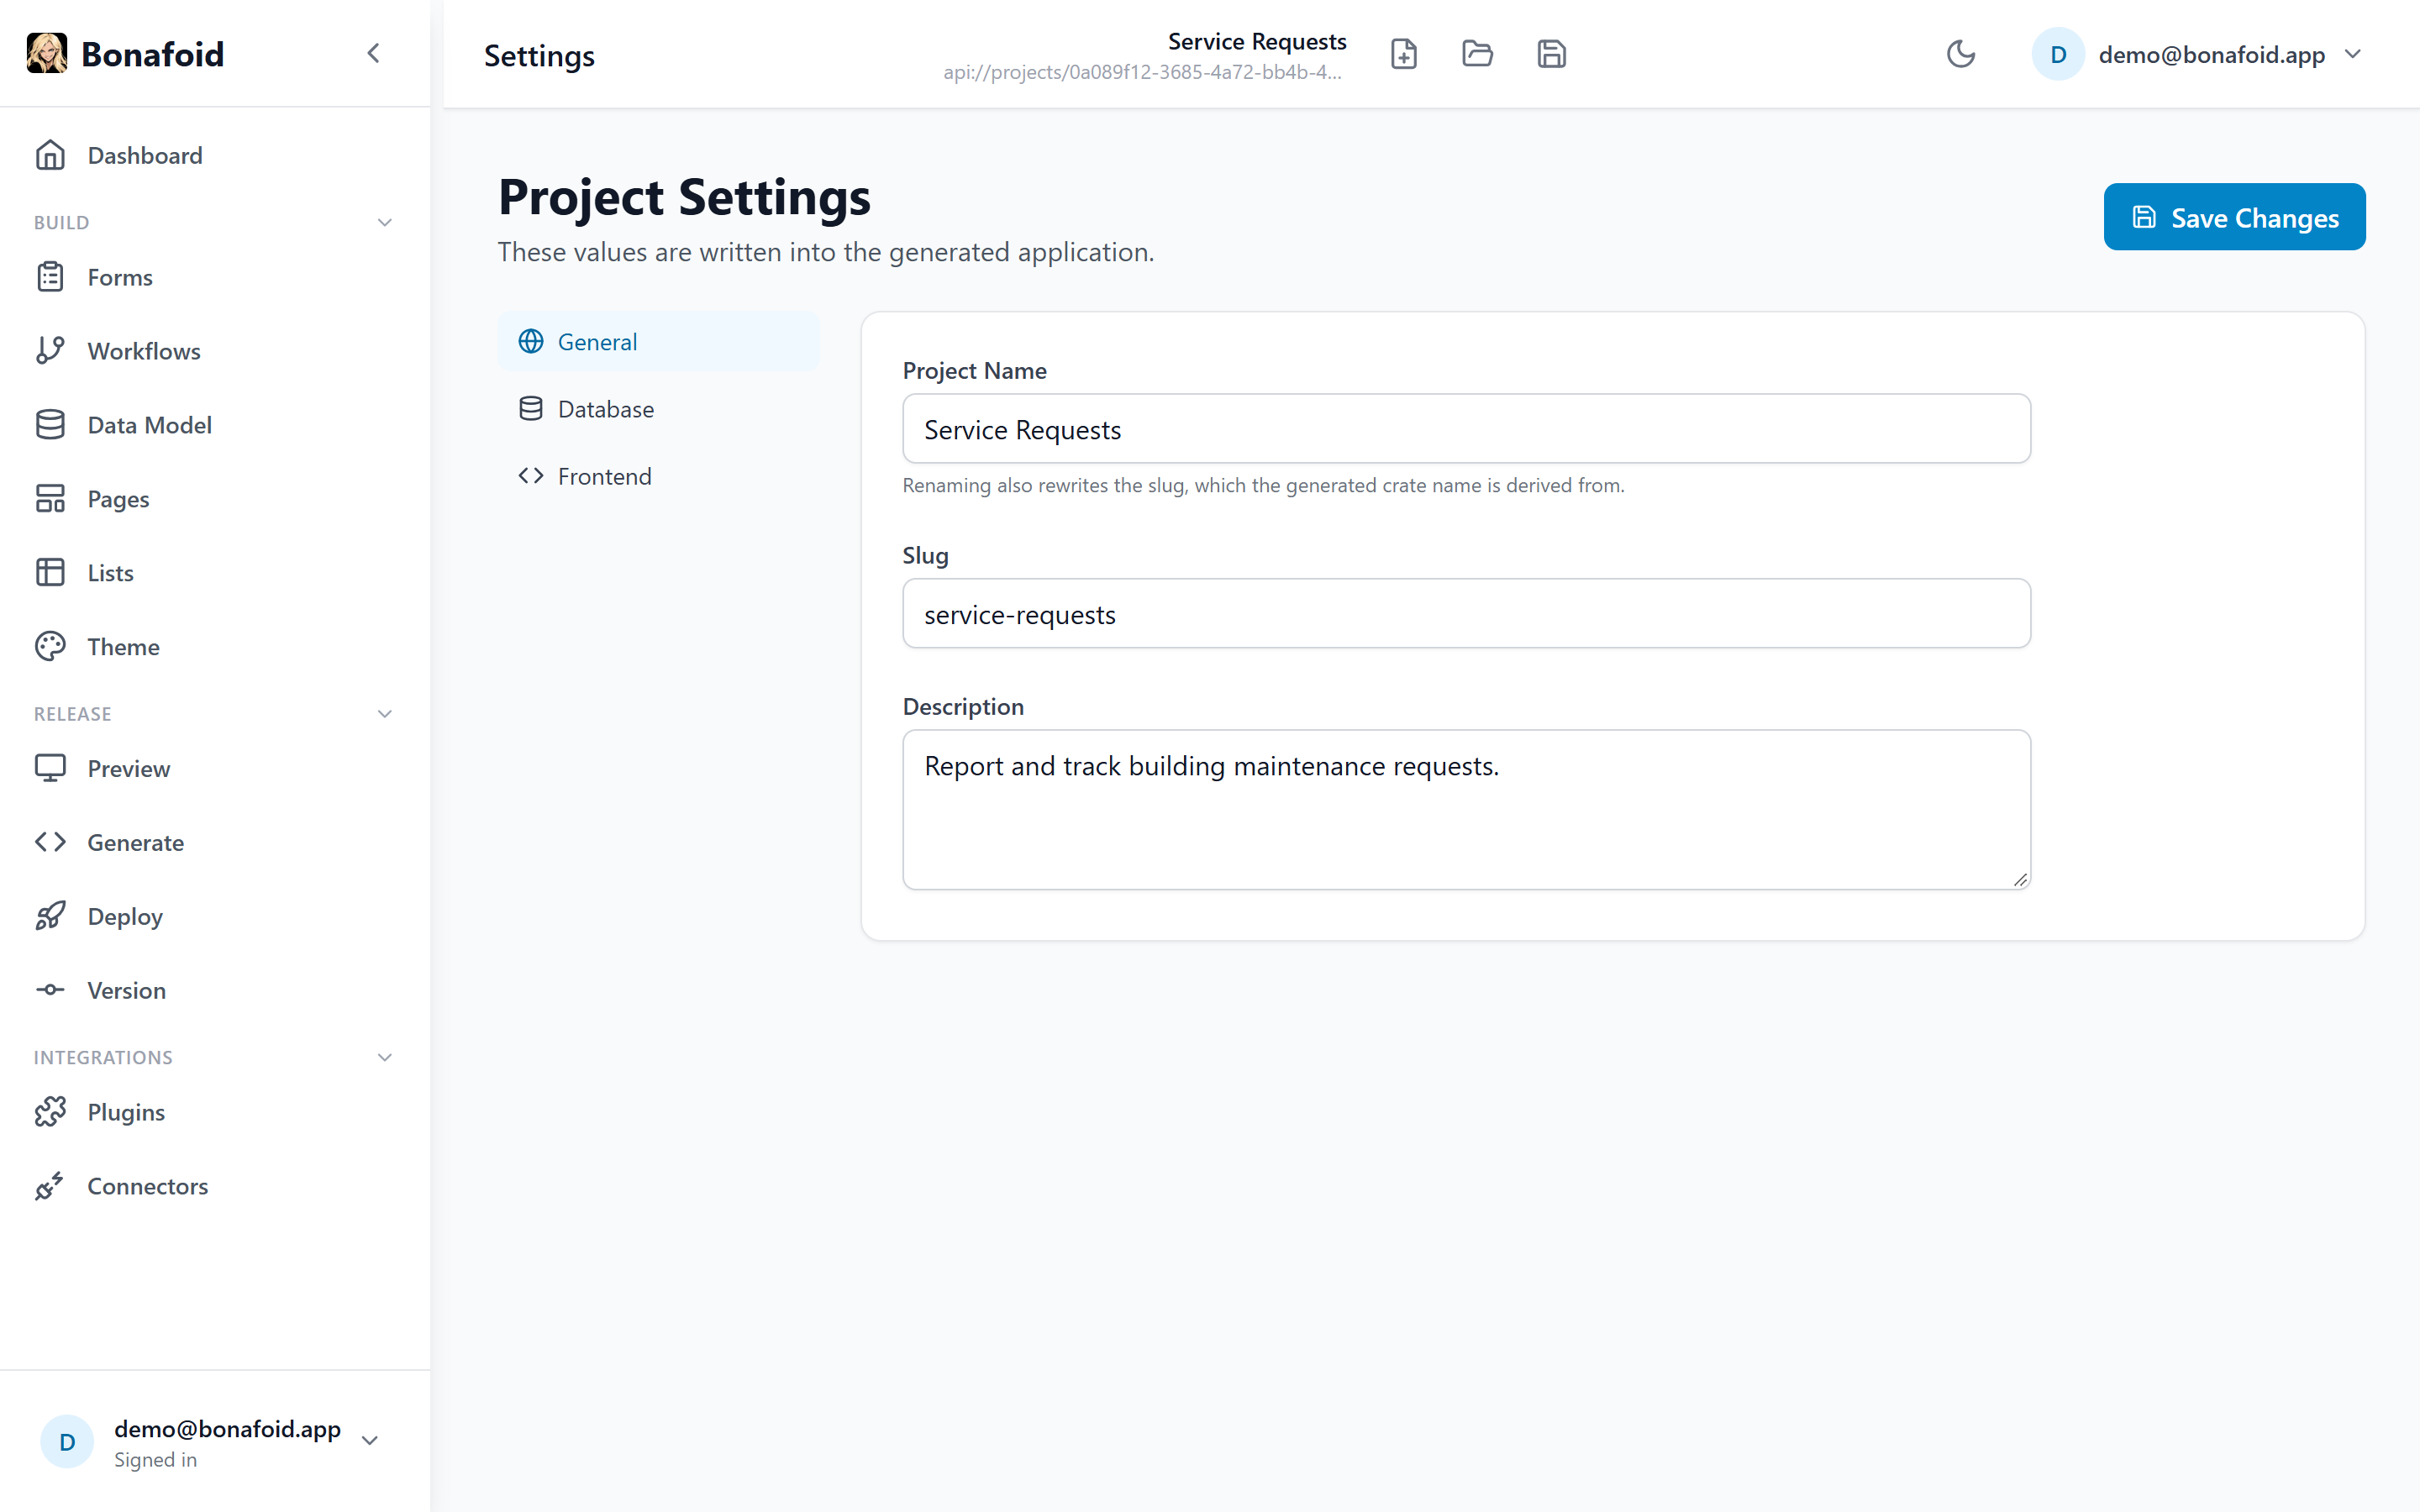 Bonafoid
Settings
Service Requests
api://projects/0a089f12-3685-4a72-bb4b-4...
D
demo@bonafoid.app
Dashboard
BUILD
Forms
Workflows
Data Model
Pages
Lists
Theme
RELEASE
Preview
Generate
Deploy
Version
INTEGRATIONS
Plugins
Connectors
D
demo@bonafoid.app
Signed in
Project Settings
These values are written into the generated application.
Save Changes
General
Database
Frontend
Project Name
Service Requests
Renaming also rewrites the slug, which the generated crate name is derived from.
Slug
service-requests
Description
Report and track building maintenance requests.